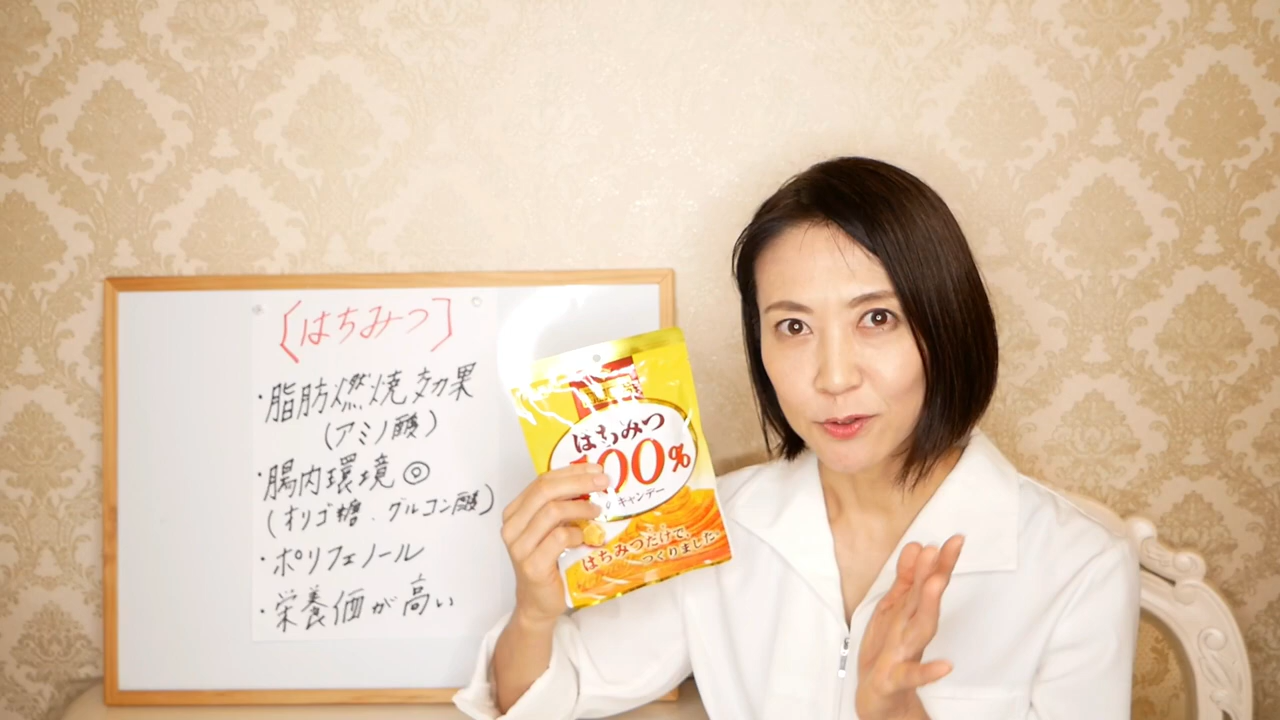 〔はちみつ〕
・脂肪燃焼効果
(アミノ酸)
・腸内環境◎
(オリゴ糖、グルコン酸)
・ポリフェノール
・栄養価が高い
はちみつ
100%
キャンデー
はちみつだけで、
つくりました。